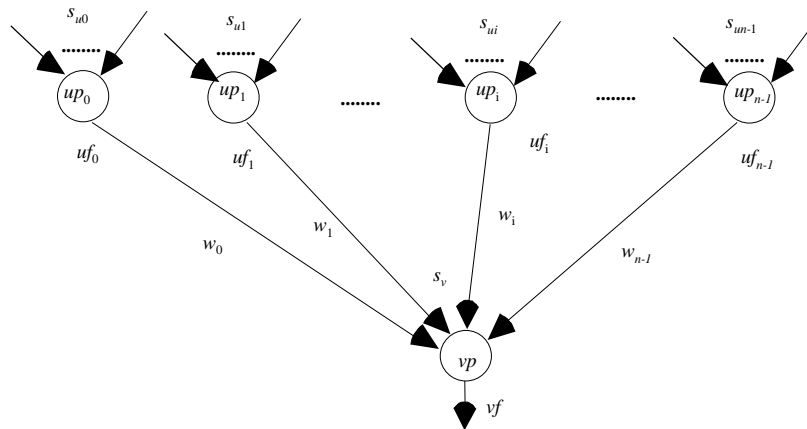 s_u0 s_u1 s_ui s_un-1
........ ........ ........ ........
up_0 up_1 ........ up_i ........ up_n-1
uf_0 uf_1 uf_i uf_n-1
w_0 w_1 w_i w_n-1
s_v
vp
vf